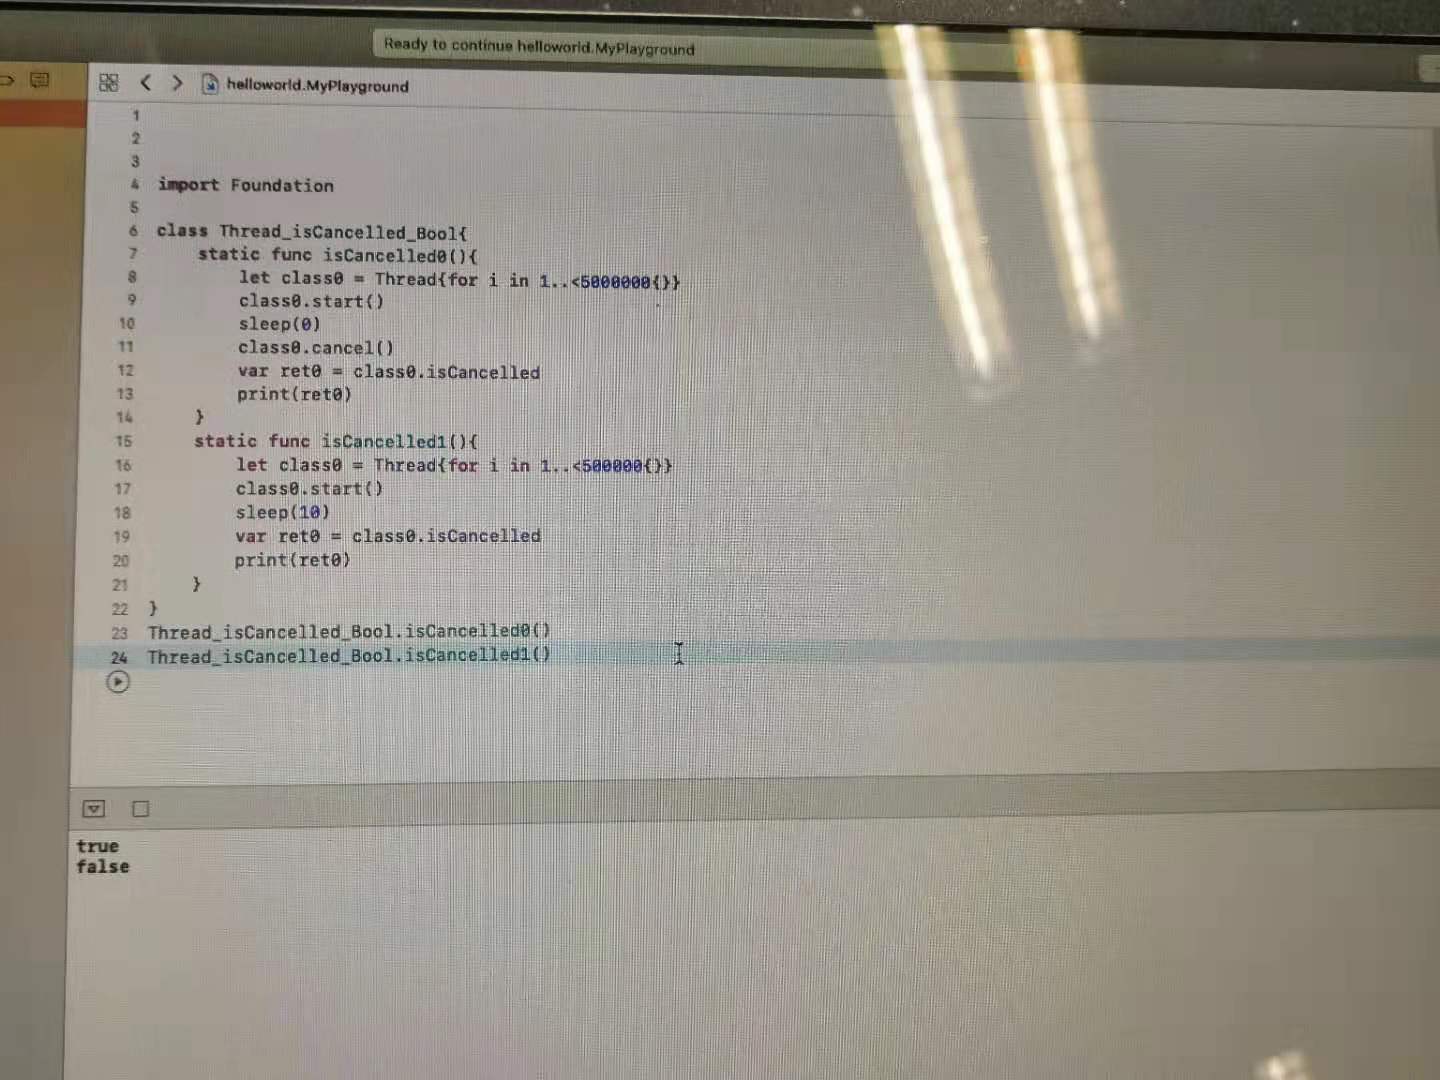 Ready to continue helloworld.MyPlayground
helloworld.MyPlayground
1
2
3
4 import Foundation
5
6 class Thread_isCancelled_Bool{
7 static func isCancelled0(){
8 let class0 = Thread{for i in 1..<5000000{}}
9 class0.start()
10 sleep(0)
11 class0.cancel()
12 var ret0 = class0.isCancelled
13 print(ret0)
14 }
15 static func isCancelled1(){
16 let class0 = Thread{for i in 1..<500000{}}
17 class0.start()
18 sleep(10)
19 var ret0 = class0.isCancelled
20 print(ret0)
21 }
22 }
23 Thread_isCancelled_Bool.isCancelled0()
24 Thread_isCancelled_Bool.isCancelled1()
true
false